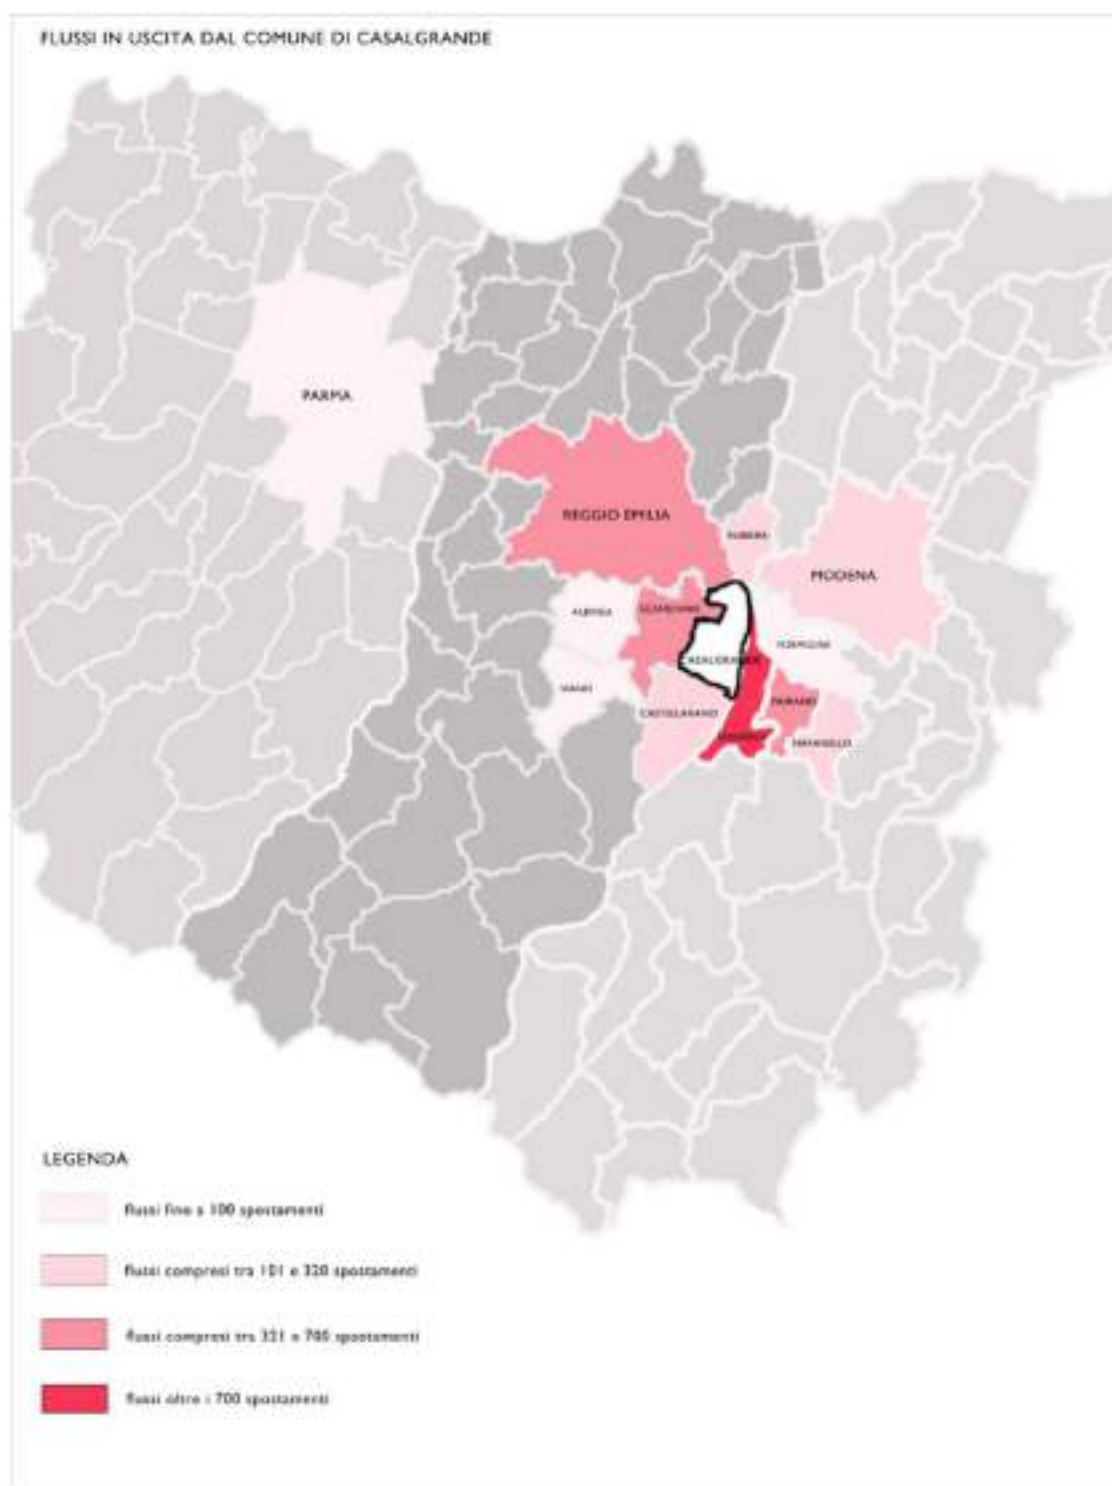 FLUSSI IN USCITA DAL COMUNE DI CASALGRANDE
PARMA
REGGIO EMILIA
RUBIERA
MODENA
ALBINEA
SCANDIANO
FORMIGINE
CASALGRANDE
VIANO
CASTELLARANO
FIORANO
SASSUOLO
MARANELLO
LEGENDA
flussi fino a 100 spostamenti
flussi compresi tra 101 e 320 spostamenti
flussi compresi tra 321 e 700 spostamenti
flussi oltre i 700 spostamenti